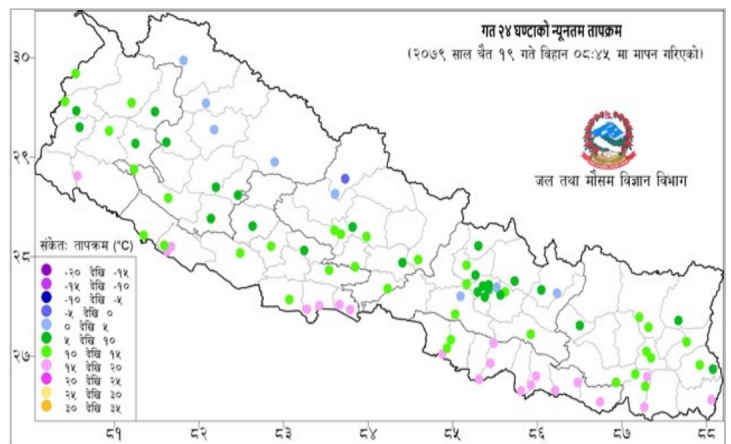 गत २४ घण्टाको न्यूनतम तापक्रम
(२०७९ साल चैत १९ गते बिहान ०८:४५ मा मापन गरिएको)
जल तथा मौसम विज्ञान विभाग
३०
२९
२८
२७
संकेतः तापक्रम (°C)
-२० देखि -१५
-१५ देखि -१०
-१० देखि -५
-५ देखि ०
० देखि ५
५ देखि १०
१० देखि १५
१५ देखि २०
२० देखि २५
२५ देखि ३०
३० देखि ३५
८१ ८२ ८३ ८४ ८५ ८६ ८७ ८८